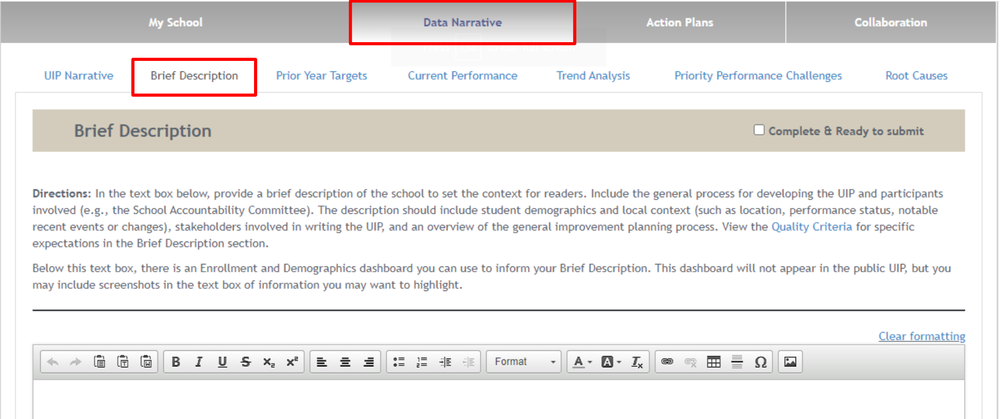 My School Data Narrative Action Plans Collaboration
UIP Narrative Brief Description Prior Year Targets Current Performance Trend Analysis Priority Performance Challenges Root Causes
Brief Description Complete & Ready to submit
Directions: In the text box below, provide a brief description of the school to set the context for readers. Include the general process for developing the UIP and participants
involved (e.g., the School Accountability Committee). The description should include student demographics and local context (such as location, performance status, notable
recent events or changes), stakeholders involved in writing the UIP, and an overview of the general improvement planning process. View the Quality Criteria for specific
expectations in the Brief Description section.
Below this text box, there is an Enrollment and Demographics dashboard you can use to inform your Brief Description. This dashboard will not appear in the public UIP, but you
may include screenshots in the text box of information you may want to highlight.
Clear formatting
B I U S x₂ x² Format A A Ix Ω